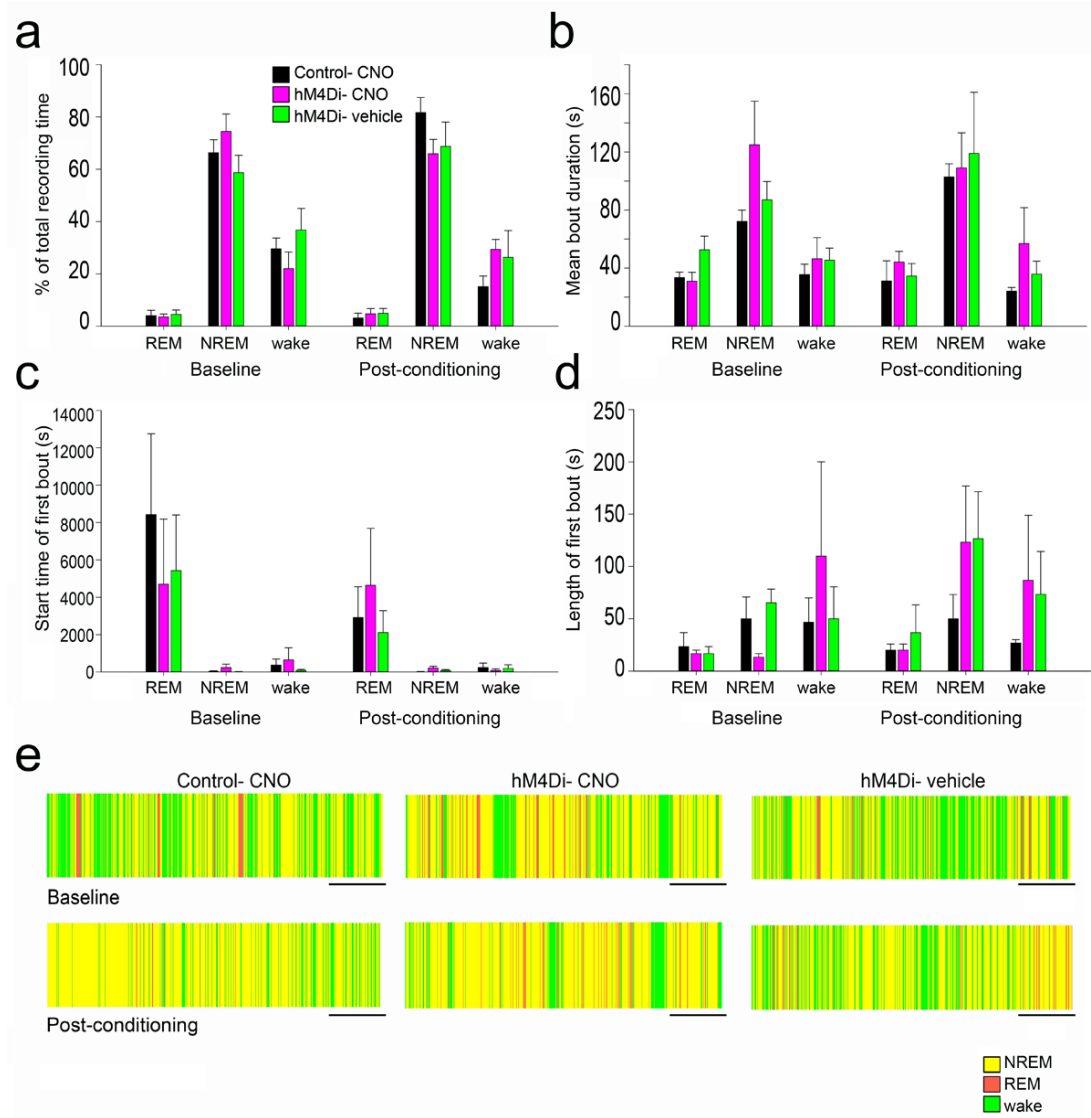 a
100
80
60
40
20
0
% of total recording time
Control- CNO
hM4Di- CNO
hM4Di- vehicle
REM NREM wake REM NREM wake
Baseline Post-conditioning
b
160
120
80
40
0
Mean bout duration (s)
REM NREM wake REM NREM wake
Baseline Post-conditioning
c
14000
12000
10000
8000
6000
4000
2000
0
Start time of first bout (s)
REM NREM wake REM NREM wake
Baseline Post-conditioning
d
250
200
150
100
50
0
Length of first bout (s)
REM NREM wake REM NREM wake
Baseline Post-conditioning
e
Control- CNO hM4Di- CNO hM4Di- vehicle
Baseline
Post-conditioning
NREM
REM
wake